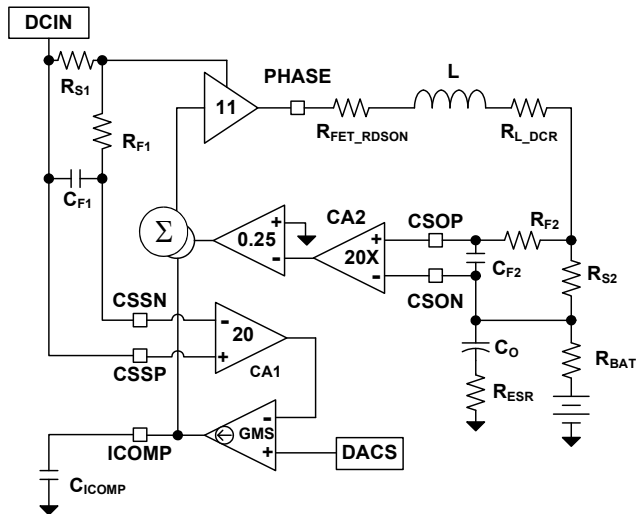 DCIN
RS1
PHASE
L
11
RFET_RDSON
RL_DCR
RF1
CF1
CA2
CSOP
RF2
Σ
0.25
+
-
+
20X
-
CF2
RS2
CSON
CSSN
-
20
+
CO
RBAT
CSSP
CA1
RESR
-
GMS
+
ICOMP
DACS
CICOMP